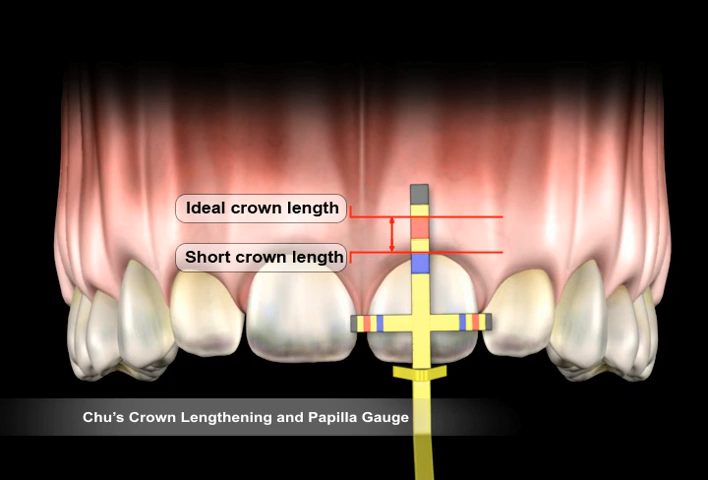 Ideal crown length
Short crown length
Chu's Crown Lengthening and Papilla Gauge